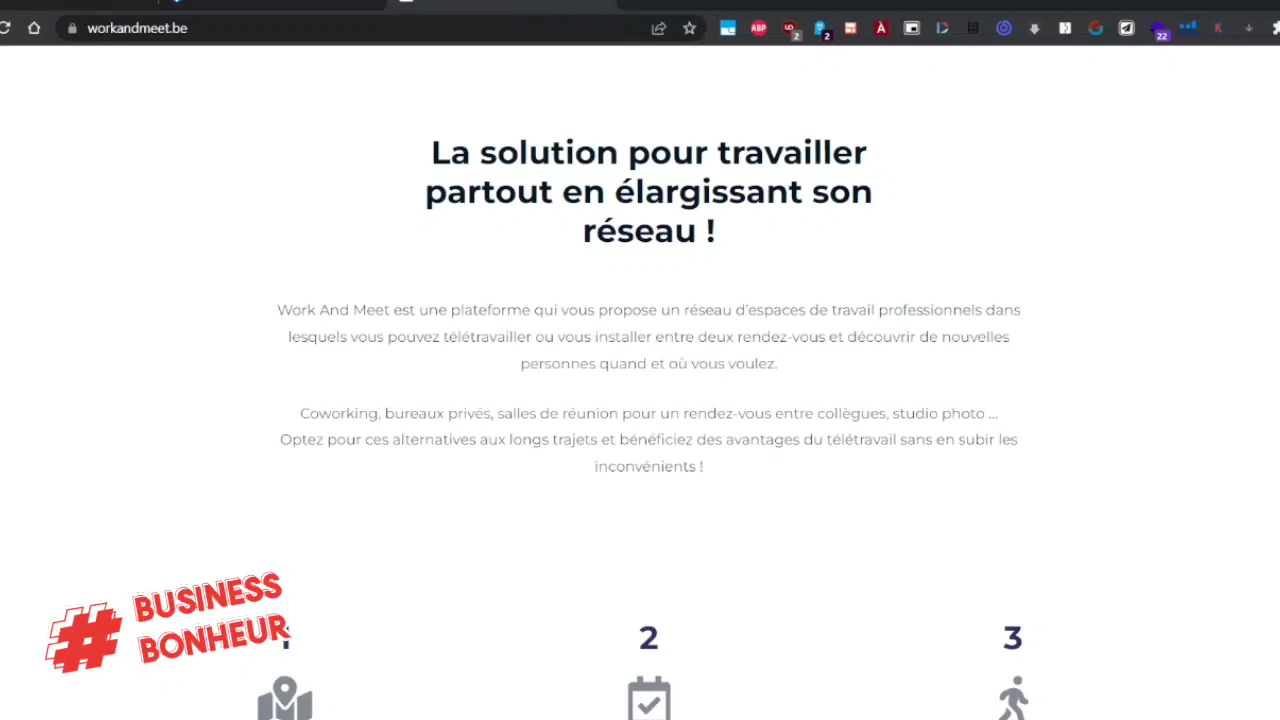 workandmeet.be
ABP
2
2
22
La solution pour travailler
partout en élargissant son
réseau !
Work And Meet est une plateforme qui vous propose un réseau d'espaces de travail professionnels dans
lesquels vous pouvez télétravailler ou vous installer entre deux rendez-vous et découvrir de nouvelles
personnes quand et où vous voulez.
Coworking, bureaux privés, salles de réunion pour un rendez-vous entre collègues, studio photo ...
Optez pour ces alternatives aux longs trajets et bénéficiez des avantages du télétravail sans en subir les
inconvénients !
# BUSINESS
BONHEUR
2
3